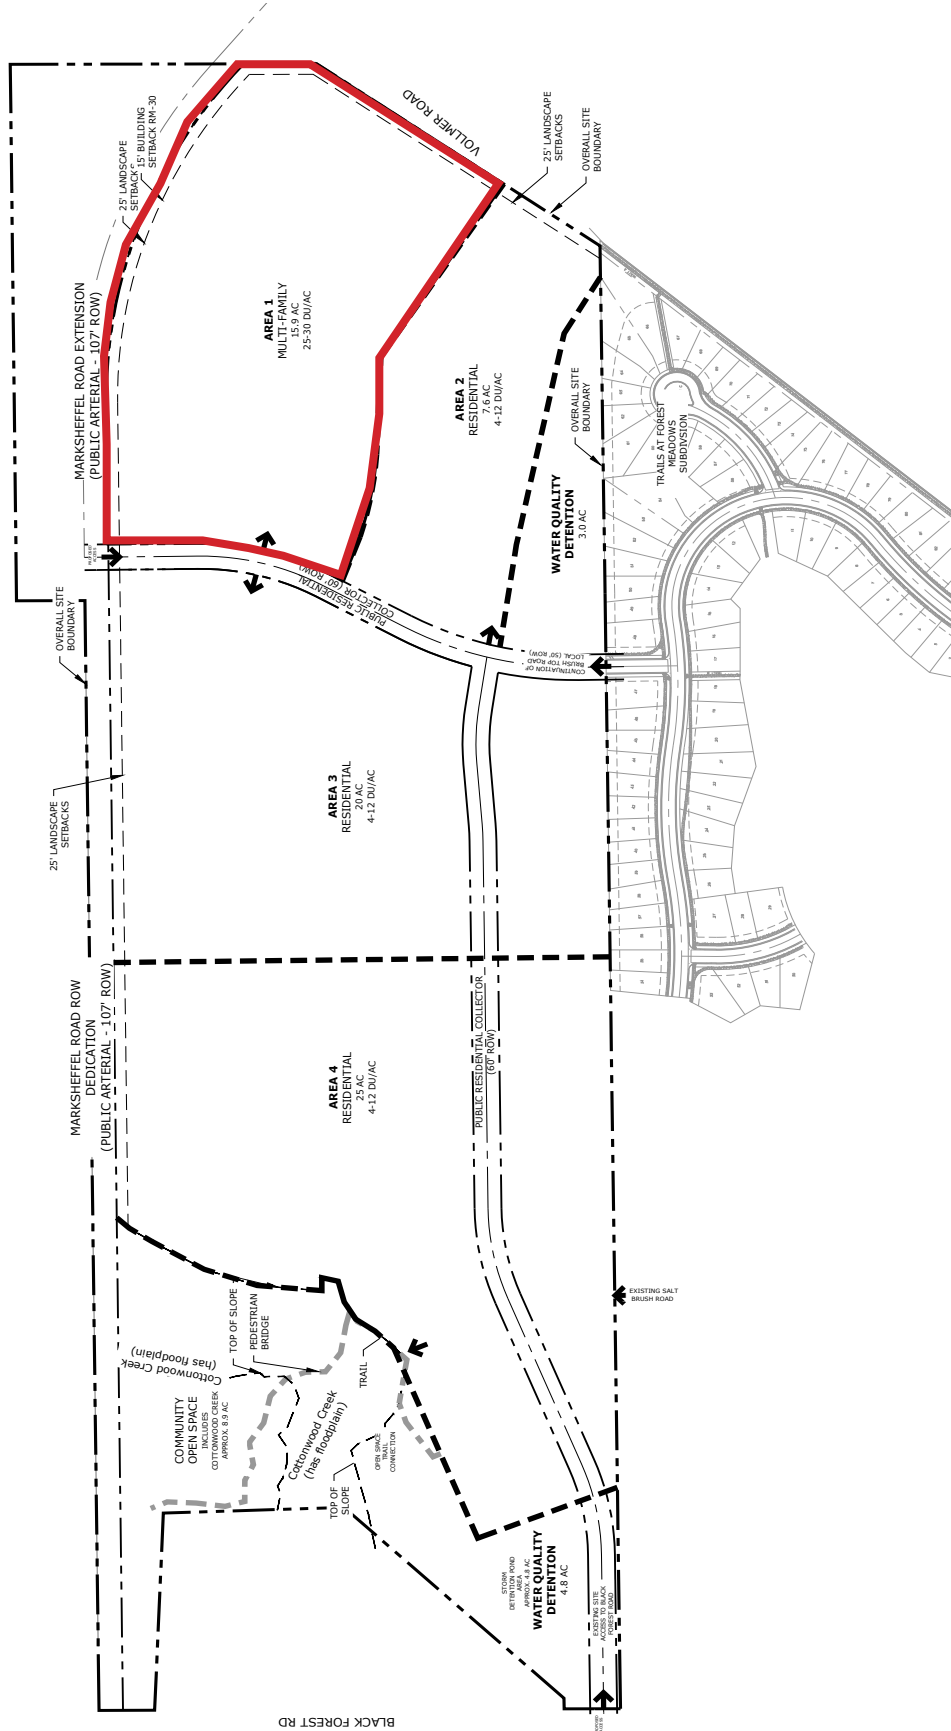 MARKSHEFFEL ROAD EXTENSION
(PUBLIC ARTERIAL - 107' ROW)
25' LANDSCAPE
SETBACKS
15' BUILDING
SETBACK RM-30
VOLLMER ROAD
25' LANDSCAPE
SETBACKS
OVERALL SITE
BOUNDARY
AREA 1
MULTI-FAMILY
15.9 AC
25-30 DU/AC
AREA 2
RESIDENTIAL
7.6 AC
4-12 DU/AC
OVERALL SITE
BOUNDARY
WATER QUALITY
DETENTION
3.0 AC
TRAILS AT FOREST
MEADOWS
SUBDIVISION
PUBLIC RESIDENTIAL
COLLECTOR (60' ROW)
CONTINUATION OF
BRUSH TOP ROAD
LOCAL (50' ROW)
OVERALL SITE
BOUNDARY
25' LANDSCAPE
SETBACKS
AREA 3
RESIDENTIAL
20 AC
4-12 DU/AC
MARKSHEFFEL ROAD ROW
DEDICATION
(PUBLIC ARTERIAL - 107' ROW)
AREA 4
RESIDENTIAL
25 AC
4-12 DU/AC
PUBLIC RESIDENTIAL COLLECTOR
(60' ROW)
EXISTING SALT
BRUSH ROAD
TOP OF SLOPE
PEDESTRIAN
BRIDGE
Cottonwood Creek
(has floodplain)
TRAIL
COMMUNITY
OPEN SPACE
INCLUDES
COTTONWOOD CREEK
APPROX. 8.9 AC
Cottonwood Creek
(has floodplain)
OPEN SPACE
TRAIL
CONNECTION
TOP OF
SLOPE
STORM
DETENTION POND
AREA
APPROX. 4.8 AC
WATER QUALITY
DETENTION
4.8 AC
EXISTING SITE
ACCESS TO BLACK
FOREST ROAD
BLACK FOREST RD